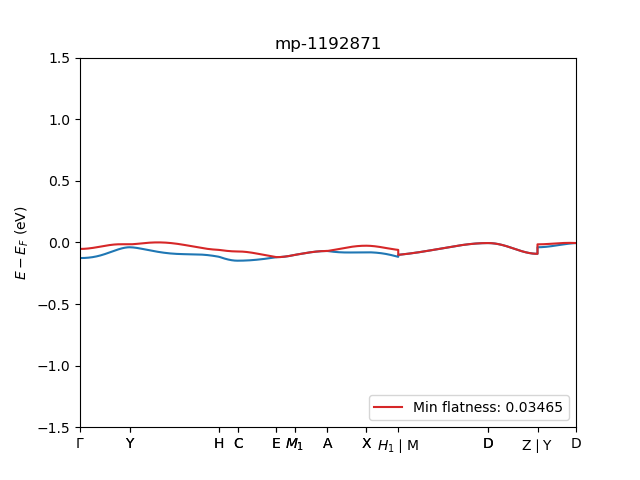 mp-1192871
1.5
1.0
0.5
0.0
−0.5
−1.0
−1.5
E − E_F (eV)
Min flatness: 0.03465
Γ Y H C E M_1 A X H_1 | M D Z | Y D